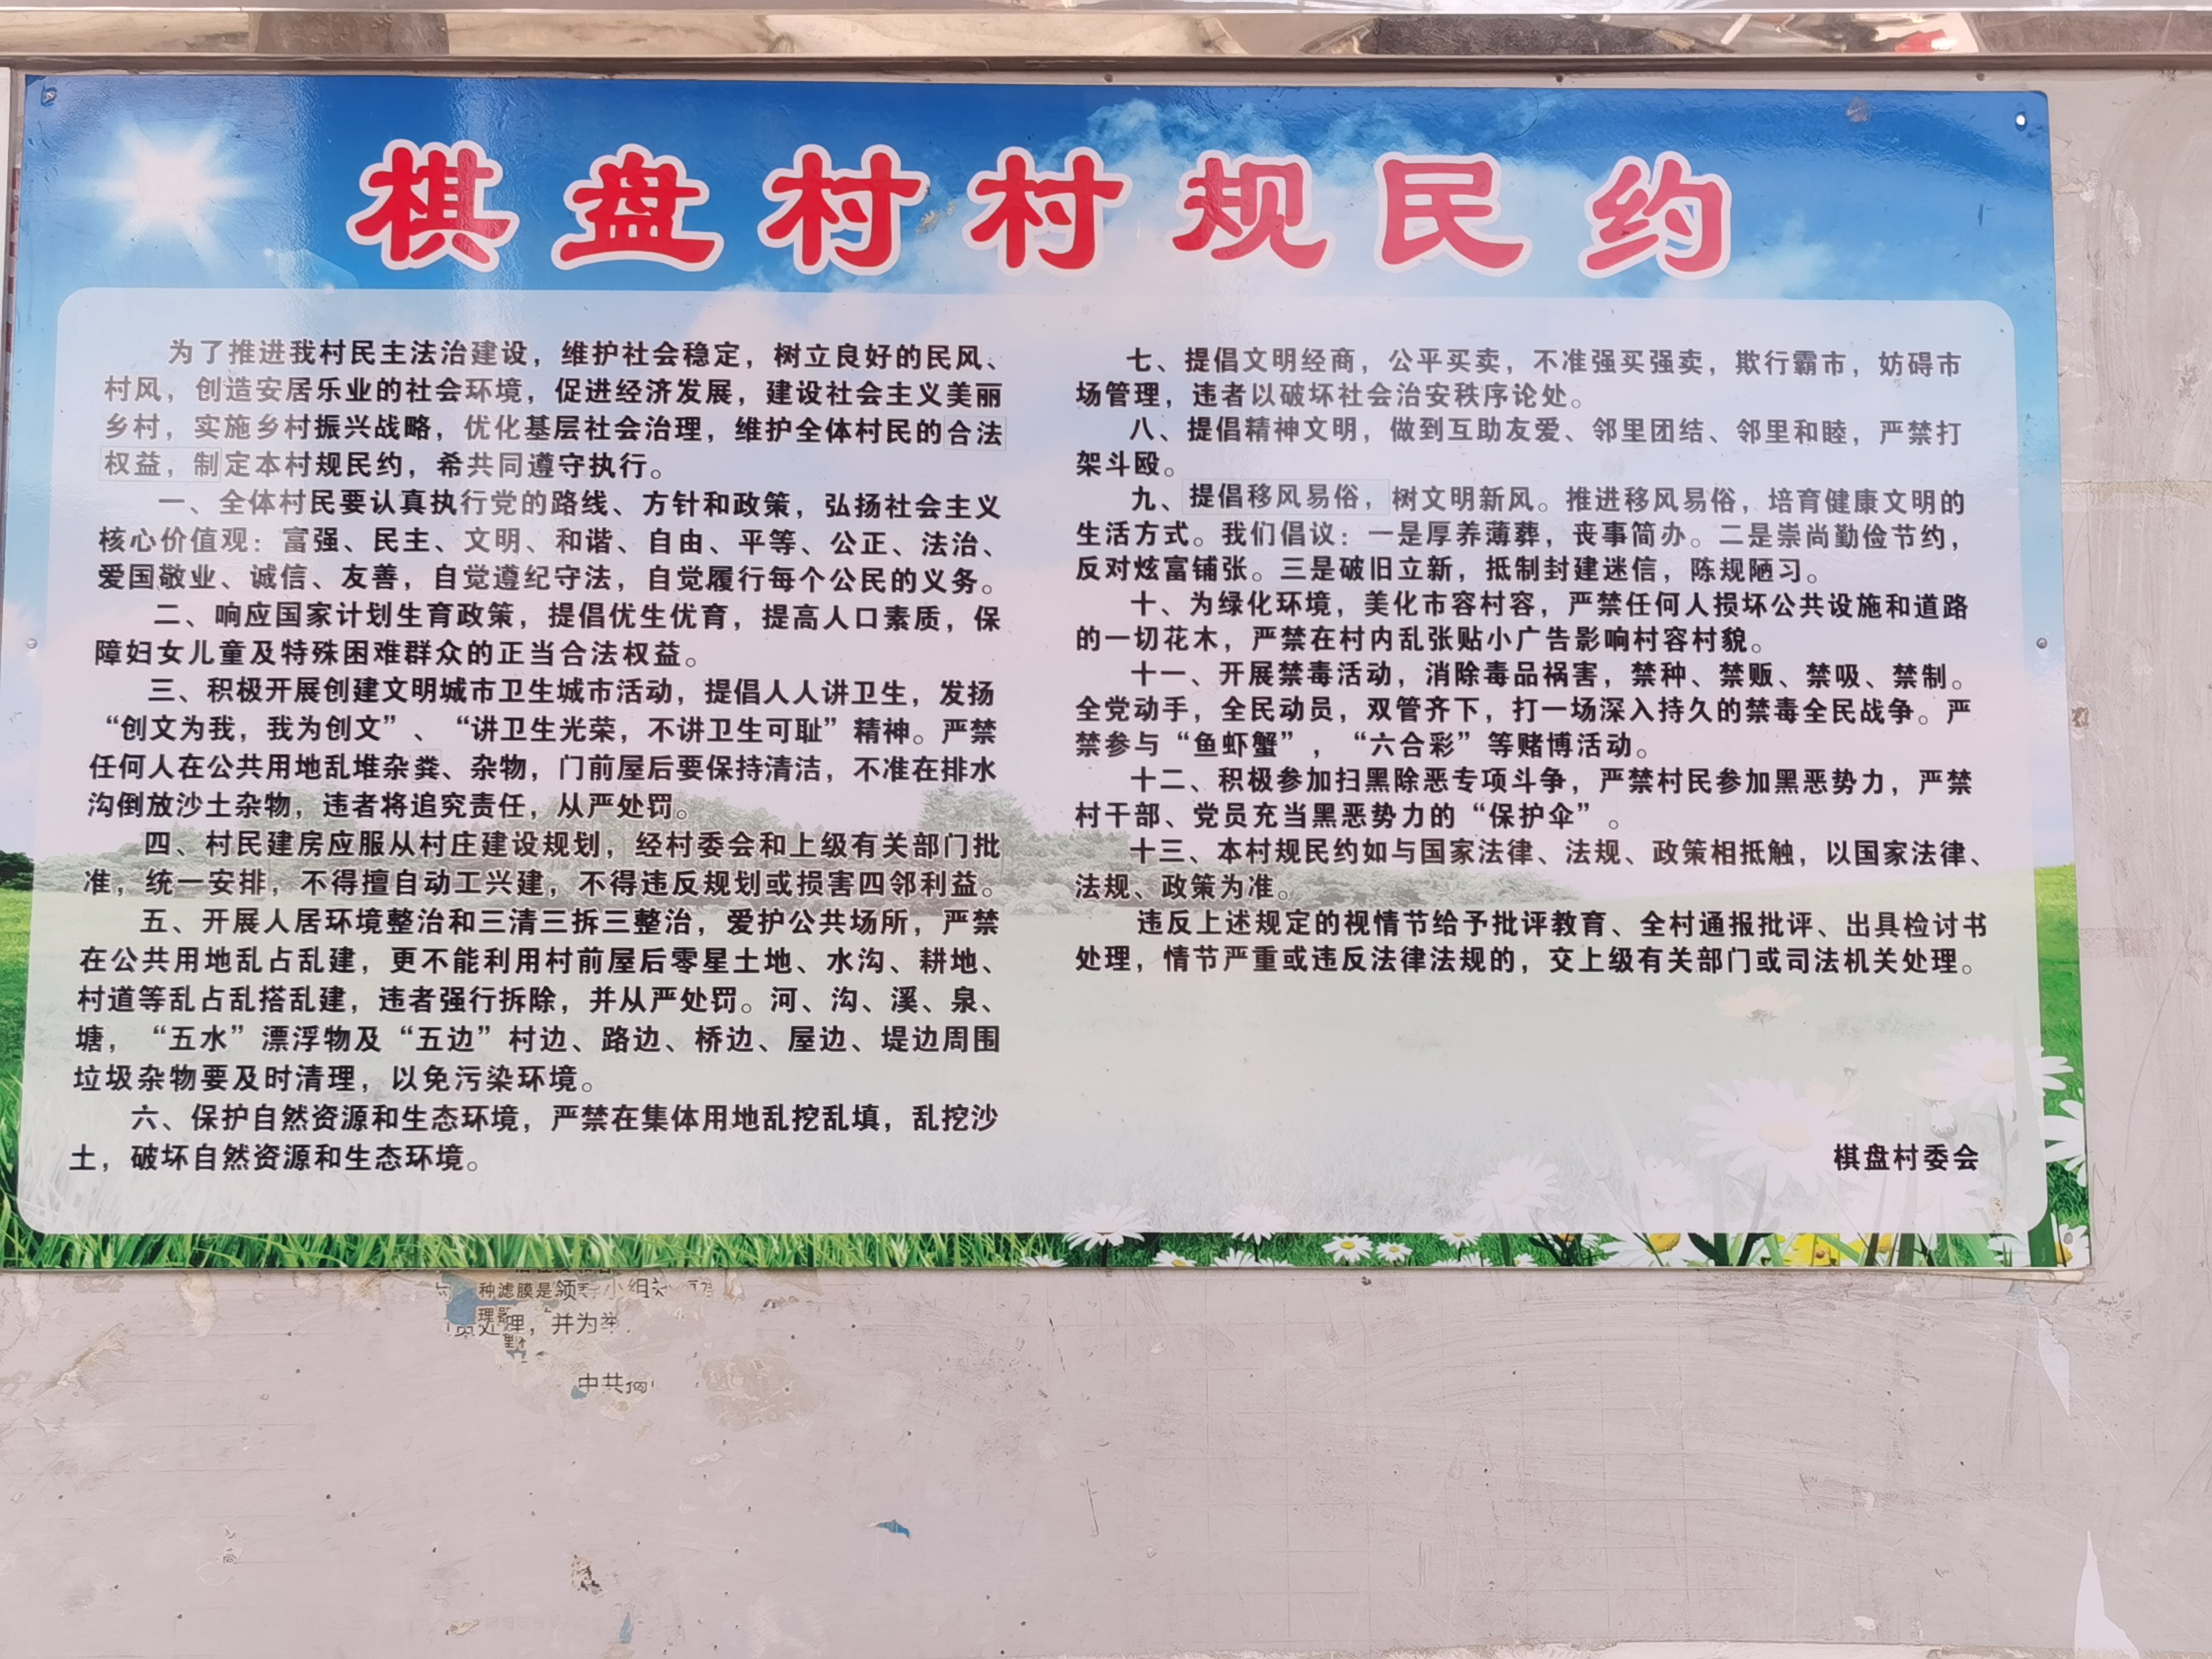 棋盘村村规民约
为了推进我村民主法治建设，维护社会稳定，树立良好的民风、
村风，创造安居乐业的社会环境，促进经济发展，建设社会主义美丽
乡村，实施乡村振兴战略，优化基层社会治理，维护全体村民的合法
权益，制定本村规民约，希共同遵守执行。
一、全体村民要认真执行党的路线、方针和政策，弘扬社会主义
核心价值观：富强、民主、文明、和谐、自由、平等、公正、法治、
爱国敬业、诚信、友善，自觉遵纪守法，自觉履行每个公民的义务。
二、响应国家计划生育政策，提倡优生优育，提高人口素质，保
障妇女儿童及特殊困难群众的正当合法权益。
三、积极开展创建文明城市卫生城市活动，提倡人人讲卫生，发扬
“创文为我，我为创文”、“讲卫生光荣，不讲卫生可耻”精神。严禁
任何人在公共用地乱堆杂粪、杂物，门前屋后要保持清洁，不准在排水
沟倒放沙土杂物，违者将追究责任，从严处罚。
四、村民建房应服从村庄建设规划，经村委会和上级有关部门批
准，统一安排，不得擅自动工兴建，不得违反规划或损害四邻利益。
五、开展人居环境整治和三清三拆三整治，爱护公共场所，严禁
在公共用地乱占乱建，更不能利用村前屋后零星土地、水沟、耕地、
村道等乱占乱搭乱建，违者强行拆除，并从严处罚。河、沟、溪、泉、
塘，“五水”漂浮物及“五边”村边、路边、桥边、屋边、堤边周围
垃圾杂物要及时清理，以免污染环境。
六、保护自然资源和生态环境，严禁在集体用地乱挖乱填，乱挖沙
土，破坏自然资源和生态环境。
七、提倡文明经商，公平买卖，不准强买强卖，欺行霸市，妨碍市
场管理，违者以破坏社会治安秩序论处。
八、提倡精神文明，做到互助友爱、邻里团结、邻里和睦，严禁打
架斗殴。
九、提倡移风易俗，树文明新风。推进移风易俗，培育健康文明的
生活方式。我们倡议：一是厚养薄葬，丧事简办。二是崇尚勤俭节约，
反对炫富铺张。三是破旧立新，抵制封建迷信，陈规陋习。
十、为绿化环境，美化市容村容，严禁任何人损坏公共设施和道路
的一切花木，严禁在村内乱张贴小广告影响村容村貌。
十一、开展禁毒活动，消除毒品祸害，禁种、禁贩、禁吸、禁制。
全党动手，全民动员，双管齐下，打一场深入持久的禁毒全民战争。严
禁参与“鱼虾蟹”，“六合彩”等赌博活动。
十二、积极参加扫黑除恶专项斗争，严禁村民参加黑恶势力，严禁
村干部、党员充当黑恶势力的“保护伞”。
十三、本村规民约如与国家法律、法规、政策相抵触，以国家法律、
法规、政策为准。
违反上述规定的视情节给予批评教育、全村通报批评、出具检讨书
处理，情节严重或违反法律法规的，交上级有关部门或司法机关处理。
棋盘村委会
种滤膜是领 小组
处理，并为举
中共